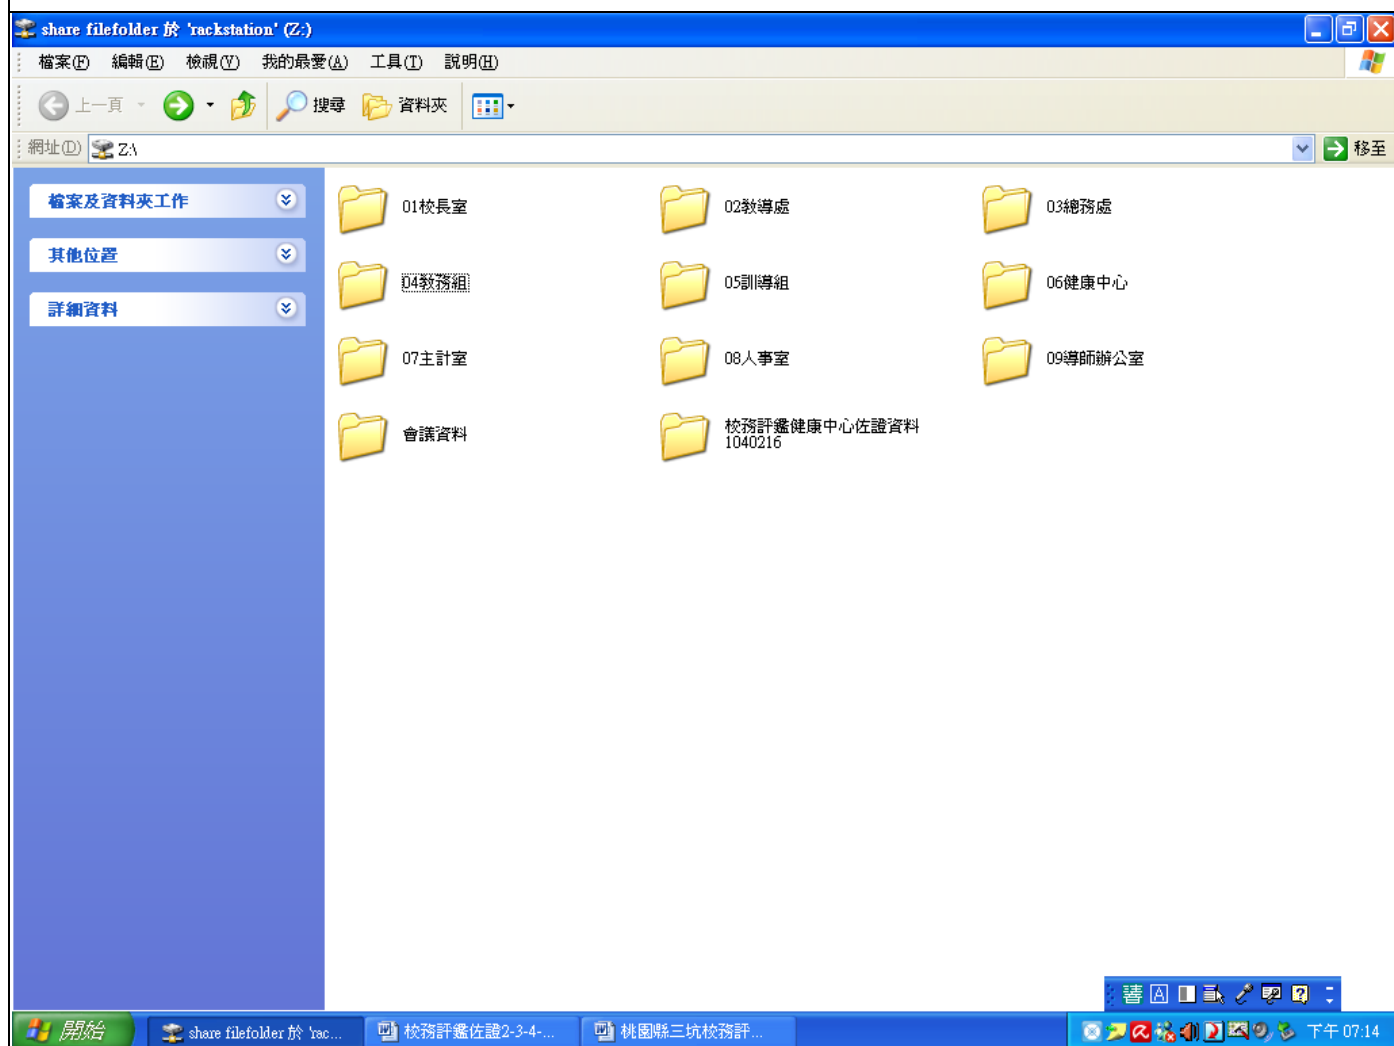 share filefolder 於 'rackstation' (Z:)
檔案(F) 編輯(E) 檢視(V) 我的最愛(A) 工具(T) 說明(H)
上一頁 搜尋 資料夾
網址(D) Z:\ 移至
檔案及資料夾工作
其他位置
詳細資料
01校長室
02教導處
03總務處
04教務組
05訓導組
06健康中心
07主計室
08人事室
09導師辦公室
會議資料
校務評鑑健康中心佐證資料
1040216
開始
share filefolder 於 'rac...
校務評鑑佐證2-3-4-...
桃園縣三坑校務評...
下午 07:14